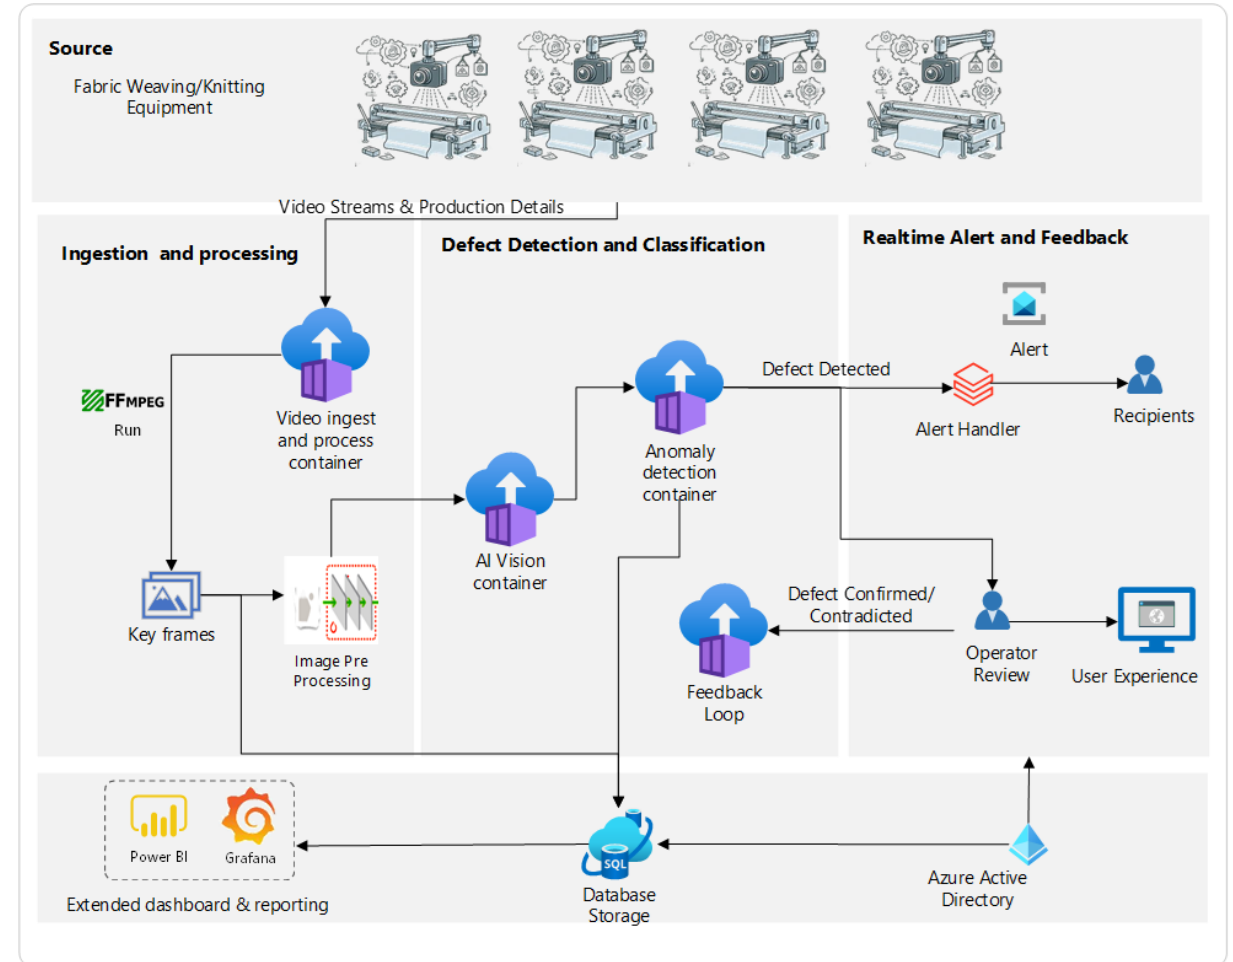 Source
Fabric Weaving/Knitting
Equipment
Video Streams & Production Details
Ingestion and processing
Defect Detection and Classification
Realtime Alert and Feedback
Alert
Defect Detected
FFMPEG
Run
Video ingest
and process
container
Anomaly
detection
container
Alert Handler
Recipients
AI Vision
container
Key frames
Image Pre
Processing
Defect Confirmed/
Contradicted
Feedback
Loop
Operator
Review
User Experience
Power BI
Grafana
Extended dashboard & reporting
SQL
Database
Storage
Azure Active
Directory